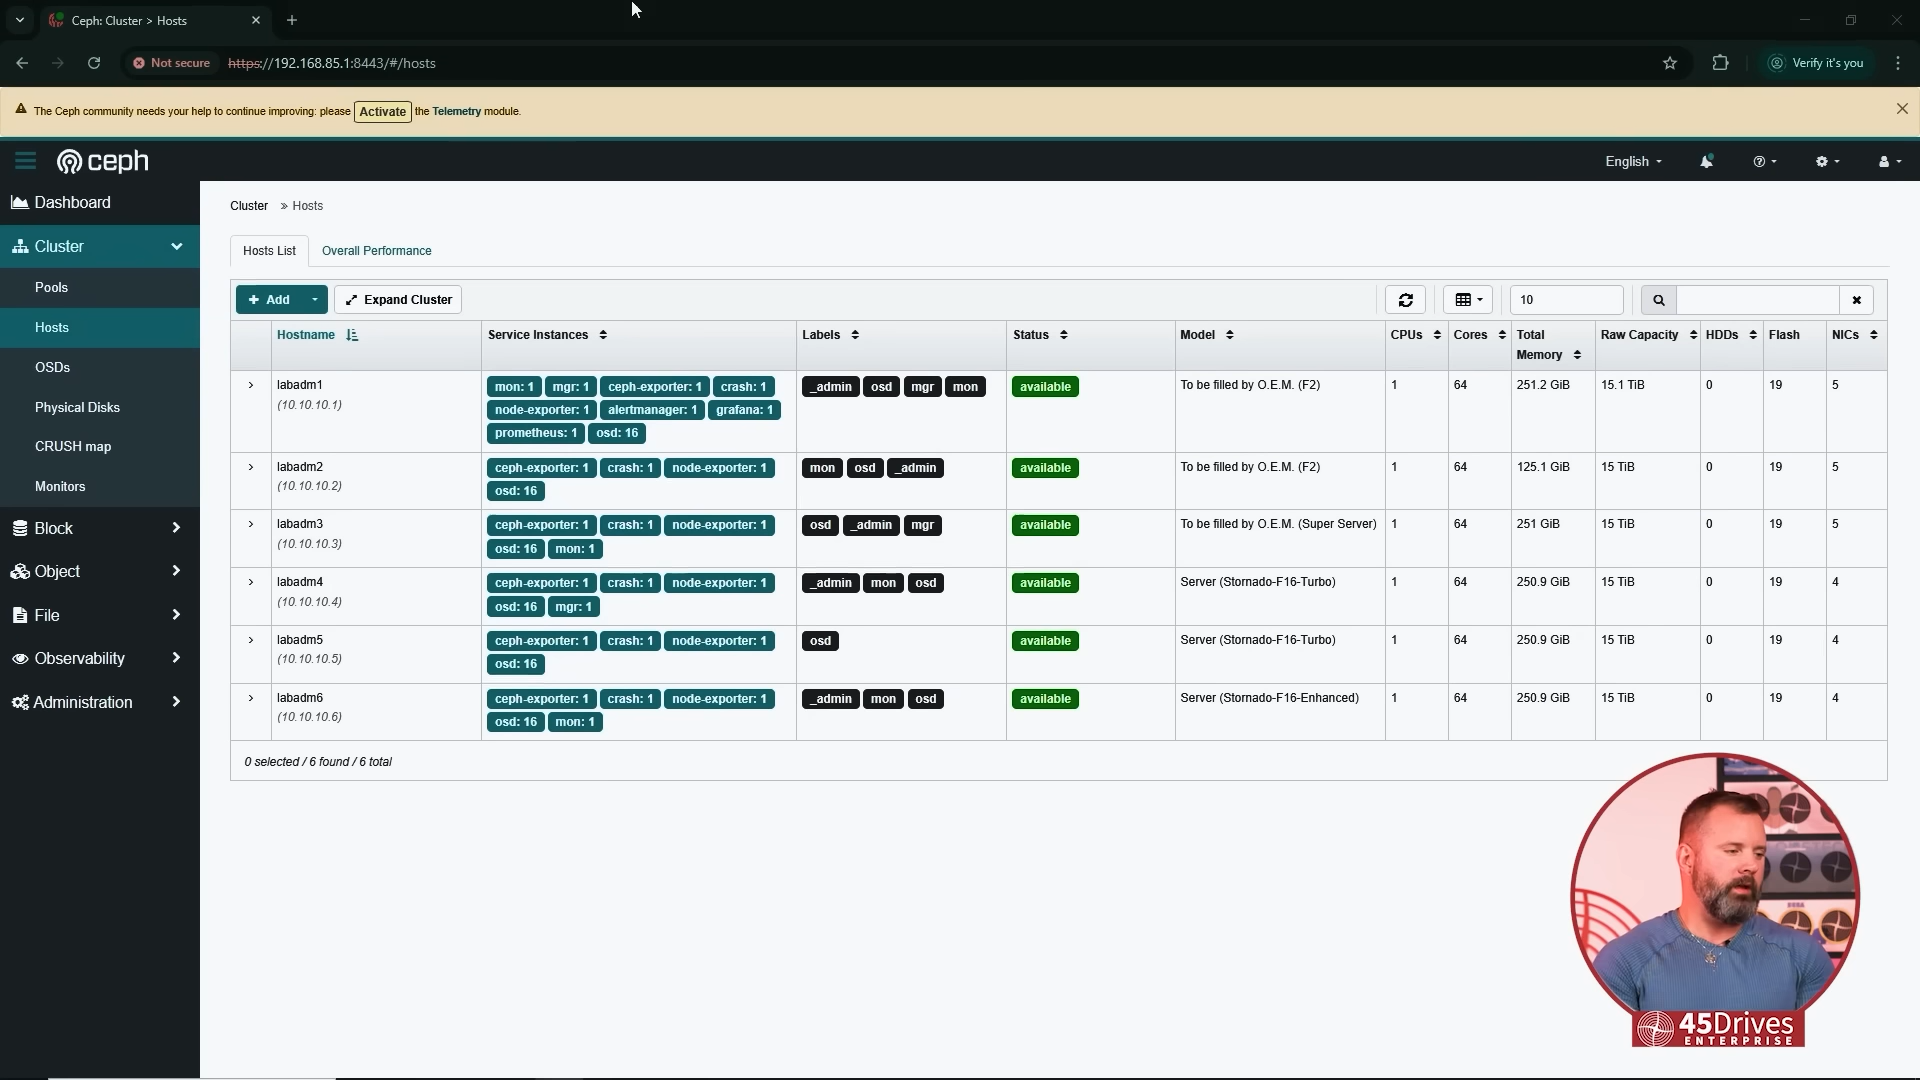 Ceph: Cluster > Hosts
Not secure https://192.168.85.1:8443/#/hosts Verify it's you
The Ceph community needs your help to continue improving: please Activate the Telemetry module.
ceph English
Dashboard
Cluster
Pools
Hosts
OSDs
Physical Disks
CRUSH map
Monitors
Block
Object
File
Observability
Administration
Cluster » Hosts
Hosts List Overall Performance
+ Add Expand Cluster 10
Hostname Service Instances Labels Status Model CPUs Cores Total Memory Raw Capacity HDDs Flash NICs
labadm1 mon: 1 mgr: 1 ceph-exporter: 1 crash: 1 _admin osd mgr mon available To be filled by O.E.M. (F2) 1 64 251.2 GiB 15.1 TiB 0 19 5
(10.10.10.1) node-exporter: 1 alertmanager: 1 grafana: 1
prometheus: 1 osd: 16
labadm2 ceph-exporter: 1 crash: 1 node-exporter: 1 mon osd _admin available To be filled by O.E.M. (F2) 1 64 125.1 GiB 15 TiB 0 19 5
(10.10.10.2) osd: 16
labadm3 ceph-exporter: 1 crash: 1 node-exporter: 1 osd _admin mgr available To be filled by O.E.M. (Super Server) 1 64 251 GiB 15 TiB 0 19 5
(10.10.10.3) osd: 16 mon: 1
labadm4 ceph-exporter: 1 crash: 1 node-exporter: 1 _admin mon osd available Server (Stornado-F16-Turbo) 1 64 250.9 GiB 15 TiB 0 19 4
(10.10.10.4) osd: 16 mgr: 1
labadm5 ceph-exporter: 1 crash: 1 node-exporter: 1 osd available Server (Stornado-F16-Turbo) 1 64 250.9 GiB 15 TiB 0 19 4
(10.10.10.5) osd: 16
labadm6 ceph-exporter: 1 crash: 1 node-exporter: 1 _admin mon osd available Server (Stornado-F16-Enhanced) 1 64 250.9 GiB 15 TiB 0 19 4
(10.10.10.6) osd: 16 mon: 1
0 selected / 6 found / 6 total
45Drives
ENTERPRISE